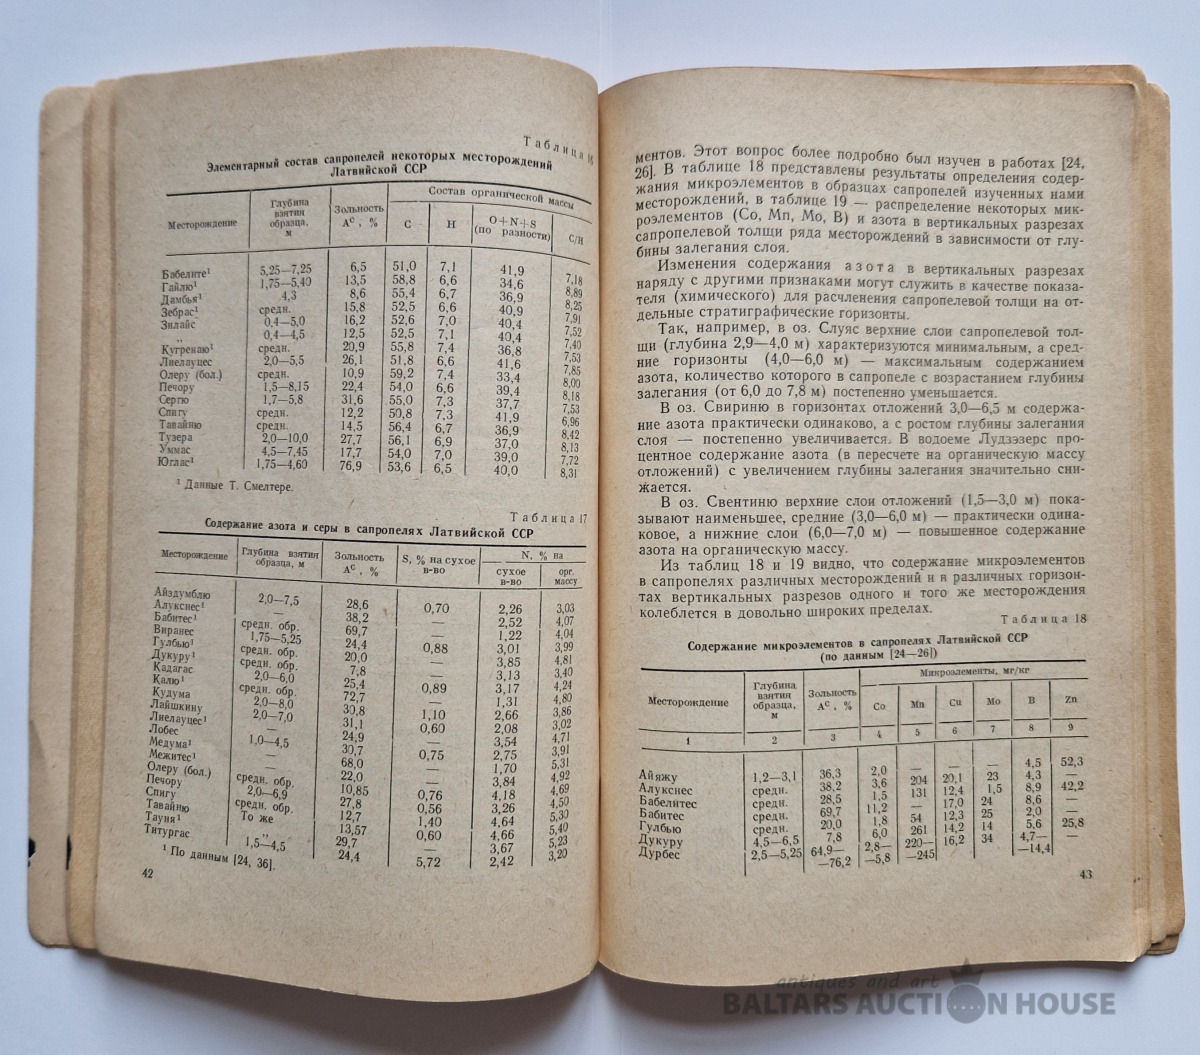 Таблица 16
Элементарный состав сапропелей некоторых месторождений
Латвийской ССР
Месторождение | Глубина взятия образца, м | Зольность Aᶜ, % | Состав органической массы
C | H | O+N+S (по разности) | C/H
Бабелите¹ 5,25—7,25 6,5 51,0 7,1 41,9 7,18
Гайлю¹ 1,75—5,40 13,5 58,8 6,6 34,6 8,89
Дамбья¹ 4,3 8,6 55,4 6,7 36,9 8,25
Зебрас¹ средн. 15,8 52,5 6,6 40,9 7,91
Зилайс 0,4—5,0 16,2 52,6 7,0 40,4 7,52
„ 0,4—4,5 12,5 52,5 7,1 40,4 7,40
Кугренаю¹ средн. 20,9 55,8 7,4 36,8 7,53
Лиелауцес 2,0—5,5 26,1 51,8 6,6 41,6 7,85
Олеру (бол.) средн. 10,9 59,2 7,4 33,4 8,00
Печору 1,5—8,15 22,4 54,0 6,6 39,4 8,18
Сергю 1,7—5,8 31,6 55,0 7,3 37,7 7,53
Спигу средн. 12,2 50,8 7,3 41,9 6,96
Тавайню средн. 14,5 56,4 6,7 36,9 8,42
Тузера 2,0—10,0 27,7 56,1 6,9 37,0 8,13
Уммас 4,5—7,45 17,7 54,0 7,0 39,0 7,72
Юглас¹ 1,75—4,60 76,9 53,6 6,5 40,0 8,31
¹ Данные Т. Смелтере.
Таблица 17
Содержание азота и серы в сапропелях Латвийской ССР
Месторождение | Глубина взятия образца, м | Зольность Aᶜ, % | S, % на сухое в-во | N, % на
сухое в-во | орг. массу
Айздумблю 2,0—7,5 28,6 0,70 2,26 3,03
Алукснес¹ — 38,2 — 2,52 4,07
Бабитес¹ средн. обр. 69,7 — 1,22 4,04
Виранес 1,75—5,25 24,4 0,88 3,01 3,99
Гулбью¹ средн. обр. 20,0 — 3,85 4,81
Дукуру¹ средн. обр. 7,8 — 3,13 3,40
Кадагас 2,0—6,0 25,4 0,89 3,17 4,24
Калю¹ средн. обр. 72,7 — 1,31 4,80
Кудума 2,0—8,0 30,8 1,10 2,66 3,86
Лайшкину 2,0—7,0 31,1 0,60 2,08 3,02
Лиелауцес¹ — 24,9 — 3,54 4,71
Лобес 1,0—4,5 30,7 0,75 2,75 3,91
Медума¹ — 68,0 — 1,70 5,31
Межитес¹ — 22,0 — 3,84 4,92
Олеру (бол.) средн. обр. 10,85 0,76 4,18 4,69
Печору 2,0—6,9 27,8 0,56 3,26 4,50
Спигу средн. обр. 12,7 1,40 4,64 5,30
Тавайню То же 13,57 0,60 4,66 5,40
Тауня¹ „ 29,7 — 3,67 5,23
Титургас 1,5—4,5 24,4 5,72 2,42 3,20
¹ По данным [24, 36].
42
ментов. Этот вопрос более подробно был изучен в работах [24,
26]. В таблице 18 представлены результаты определения содер-
жания микроэлементов в образцах сапропелей изученных нами
месторождений, в таблице 19 — распределение некоторых мик-
роэлементов (Co, Mn, Mo, B) и азота в вертикальных разрезах
сапропелевой толщи ряда месторождений в зависимости от глу-
бины залегания слоя.
Изменения содержания азота в вертикальных разрезах
наряду с другими признаками могут служить в качестве показа-
теля (химического) для расчленения сапропелевой толщи на от-
дельные стратиграфические горизонты.
Так, например, в оз. Слуяс верхние слои сапропелевой тол-
щи (глубина 2,9—4,0 м) характеризуются минимальным, а сред-
ние горизонты (4,0—6,0 м) — максимальным содержанием
азота, количество которого в сапропеле с возрастанием глубины
залегания (от 6,0 до 7,8 м) постепенно уменьшается.
В оз. Свириню в горизонтах отложений 3,0—6,5 м содержа-
ние азота практически одинаково, а с ростом глубины залегания
слоя — постепенно увеличивается. В водоеме Лудзэзерс про-
центное содержание азота (в пересчете на органическую массу
отложений) с увеличением глубины залегания значительно сни-
жается.
В оз. Свентиню верхние слои отложений (1,5—3,0 м) пока-
зывают наименьшее, средние (3,0—6,0 м) — практически одина-
ковое, а нижние слои (6,0—7,0 м) — повышенное содержание
азота на органическую массу.
Из таблиц 18 и 19 видно, что содержание микроэлементов
в сапропелях различных месторождений и в различных горизон-
тах вертикальных разрезов одного и того же месторождения
колеблется в довольно широких пределах.
Таблица 18
Содержание микроэлементов в сапропелях Латвийской ССР
(по данным [24—26])
Месторождение | Глубина взятия образца, м | Зольность Aᶜ, % | Микроэлементы, мг/кг
Co | Mn | Cu | Mo | B | Zn
1 2 3 4 5 6 7 8 9
Айяжу 1,2—3,1 36,3 2,0 — — — 4,5 52,3
Алукснес средн. 38,2 3,6 204 20,1 23 4,3 —
Бабелитес средн. 28,5 1,5 131 12,4 1,5 8,9 42,2
Бабитес средн. 69,7 11,2 — 17,0 24 8,6 —
Гулбью средн. 20,0 1,8 54 12,3 25 2,0 —
Дукуру 4,5—6,5 7,8 6,0 261 14,2 14 5,6 25,8
Дурбес 2,5—5,25 64,9— 2,8— 220— 16,2 34 4,7— —
—76,2 —5,8 —245 —14,4
43
antiques and art
BALTARS AUCTION HOUSE